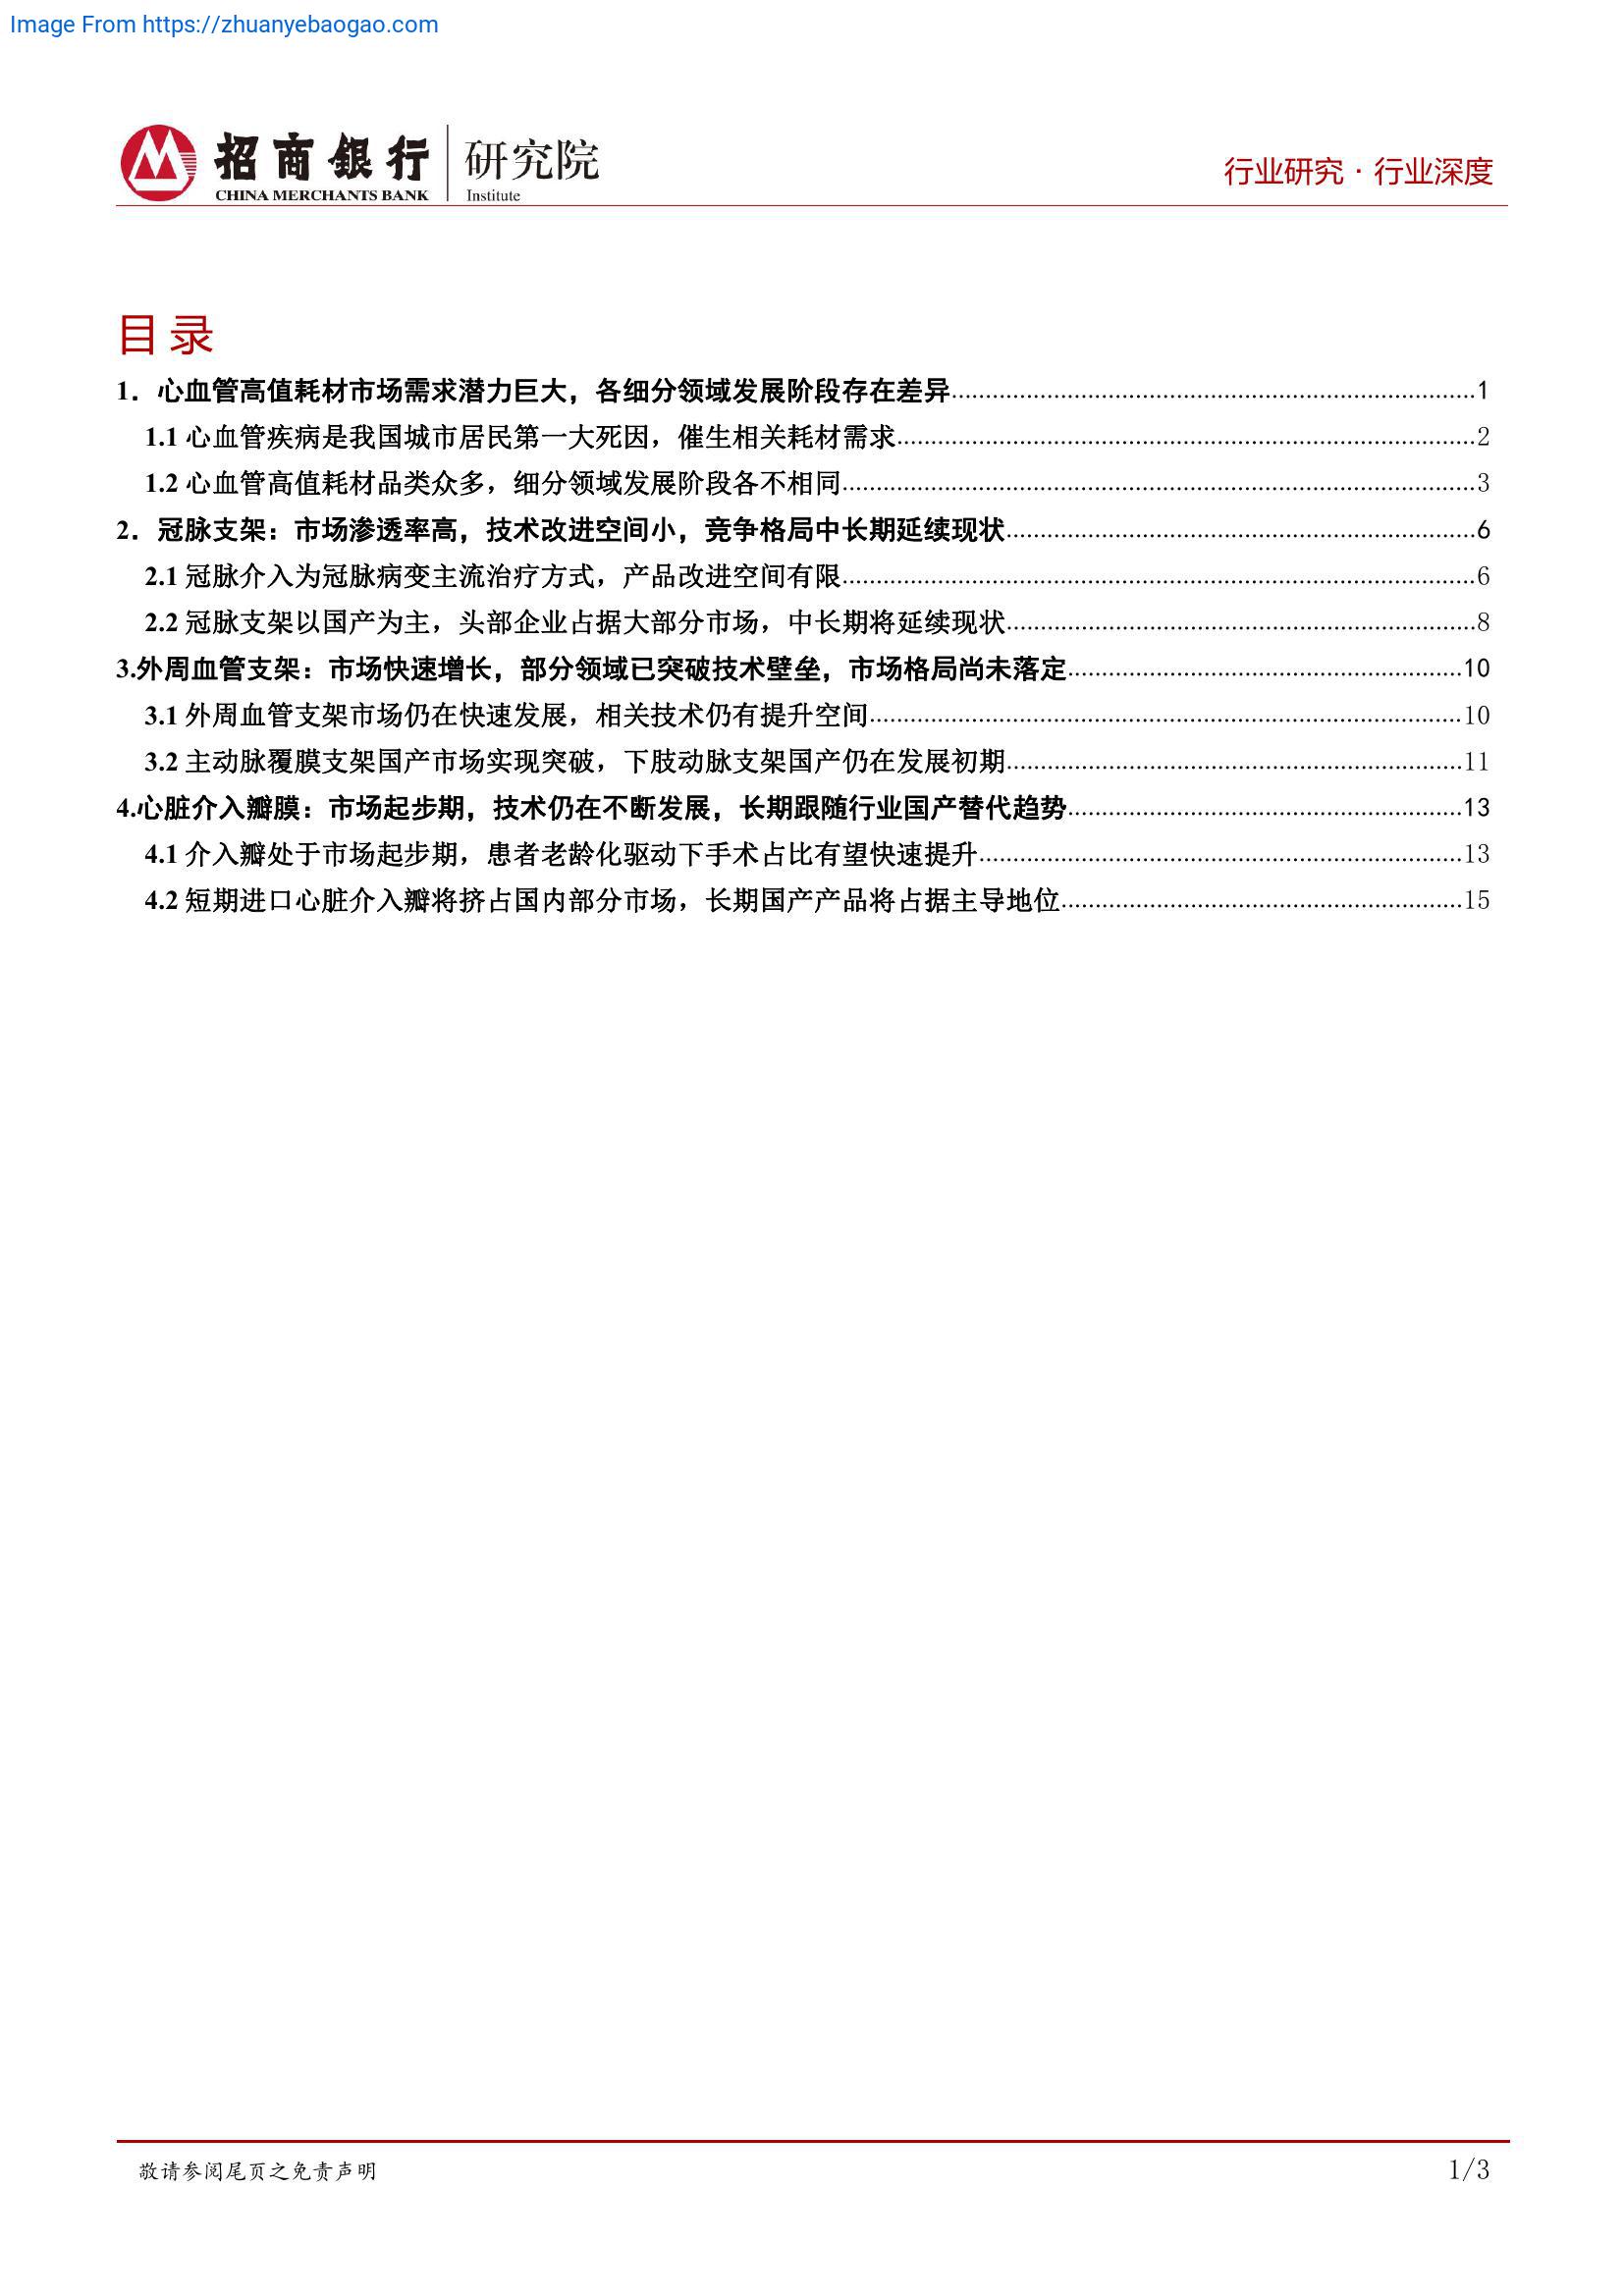 Image From https://zhuanyebaogao.com
招商银行 研究院
CHINA MERCHANTS BANK Institute
行业研究·行业深度
目录
1. 心血管高值耗材市场需求潜力巨大，各细分领域发展阶段存在差异......1
1.1 心血管疾病是我国城市居民第一大死因，催生相关耗材需求......2
1.2 心血管高值耗材品类众多，细分领域发展阶段各不相同......3
2. 冠脉支架：市场渗透率高，技术改进空间小，竞争格局中长期延续现状......6
2.1 冠脉介入为冠脉病变主流治疗方式，产品改进空间有限......6
2.2 冠脉支架以国产为主，头部企业占据大部分市场，中长期将延续现状......8
3.外周血管支架：市场快速增长，部分领域已突破技术壁垒，市场格局尚未落定......10
3.1 外周血管支架市场仍在快速发展，相关技术仍有提升空间......10
3.2 主动脉覆膜支架国产市场实现突破，下肢动脉支架国产仍在发展初期......11
4.心脏介入瓣膜：市场起步期，技术仍在不断发展，长期跟随行业国产替代趋势......13
4.1 介入瓣处于市场起步期，患者老龄化驱动下手术占比有望快速提升......13
4.2 短期进口心脏介入瓣将挤占国内部分市场，长期国产产品将占据主导地位......15
敬请参阅尾页之免责声明
1/3